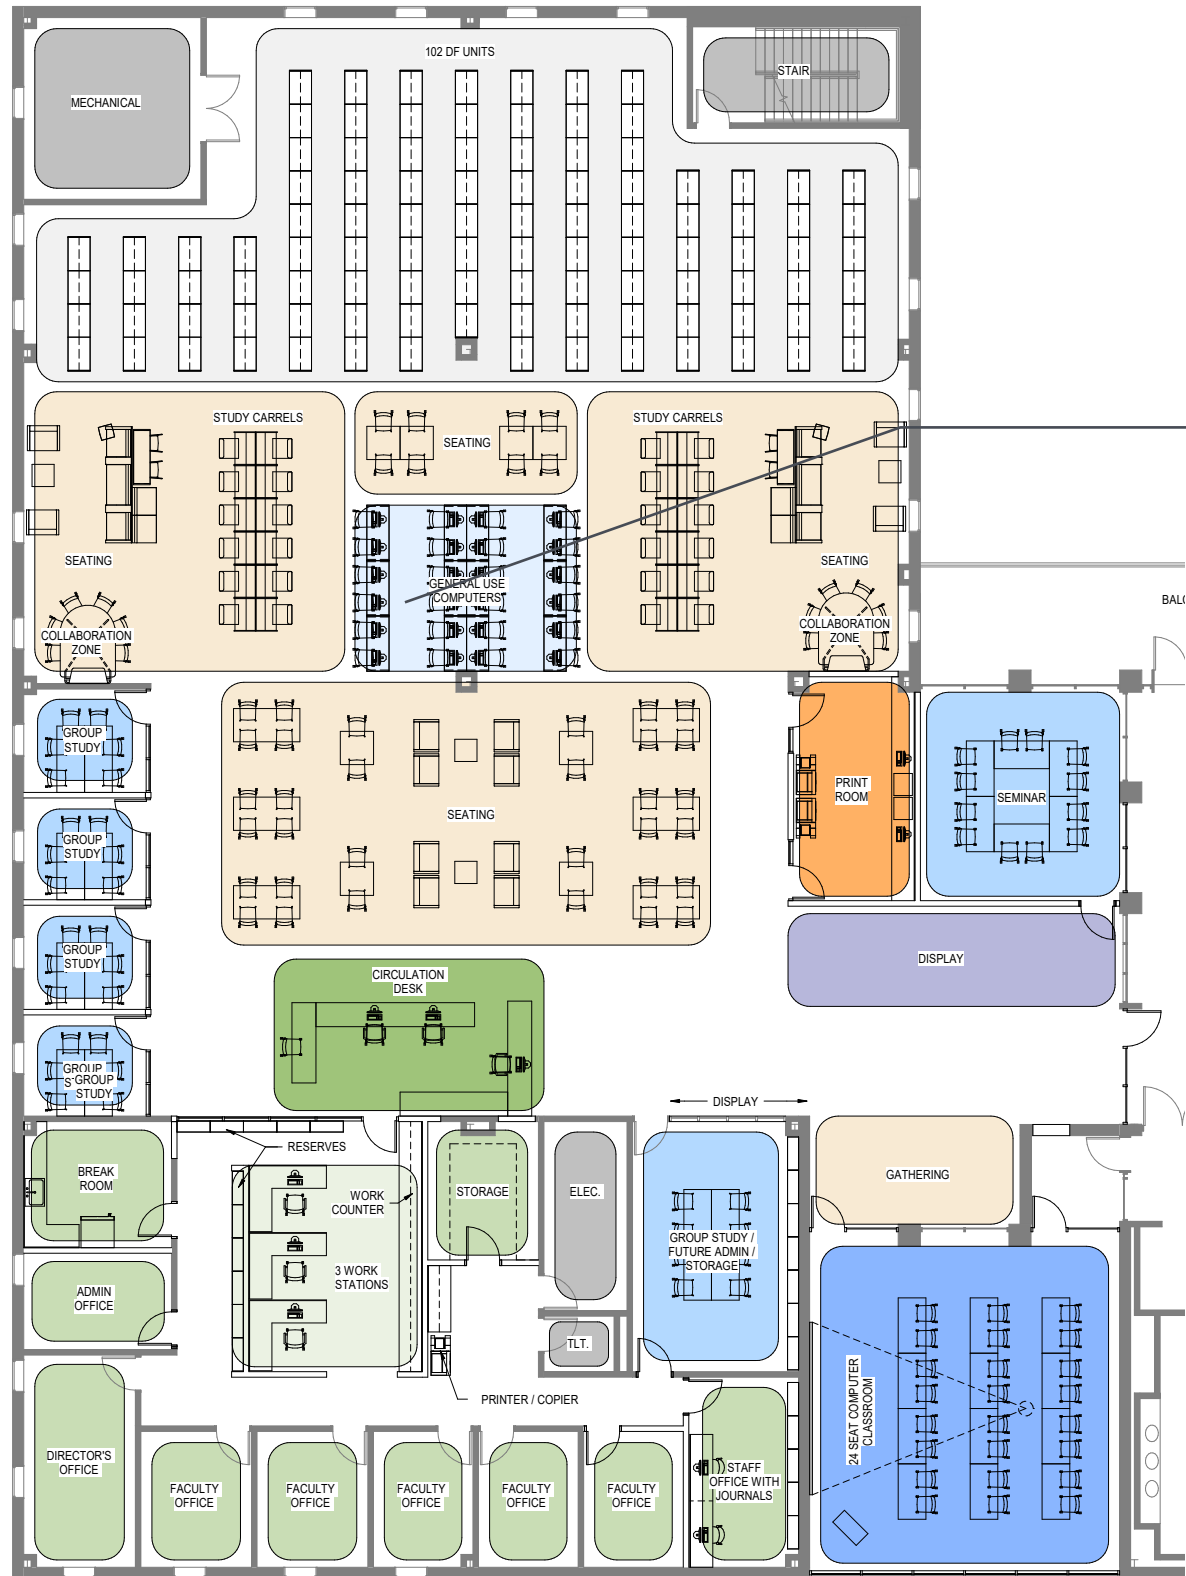 102 DF UNITS
STAIR
MECHANICAL
STUDY CARRELS
SEATING
STUDY CARRELS
SEATING
SEATING
GENERAL USE
COMPUTERS
COLLABORATION
ZONE
COLLABORATION
ZONE
BALC
GROUP
STUDY
GROUP
STUDY
GROUP
STUDY
GROUP
GROUP
STUDY
SEATING
PRINT
ROOM
SEMINAR
DISPLAY
CIRCULATION
DESK
DISPLAY
RESERVES
BREAK
ROOM
WORK
COUNTER
STORAGE
ELEC.
GATHERING
GROUP STUDY /
FUTURE ADMIN /
STORAGE
3 WORK
STATIONS
ADMIN
OFFICE
TLT.
PRINTER / COPIER
24 SEAT COMPUTER
CLASSROOM
DIRECTOR'S
OFFICE
FACULTY
OFFICE
FACULTY
OFFICE
FACULTY
OFFICE
FACULTY
OFFICE
FACULTY
OFFICE
STAFF
OFFICE WITH
JOURNALS